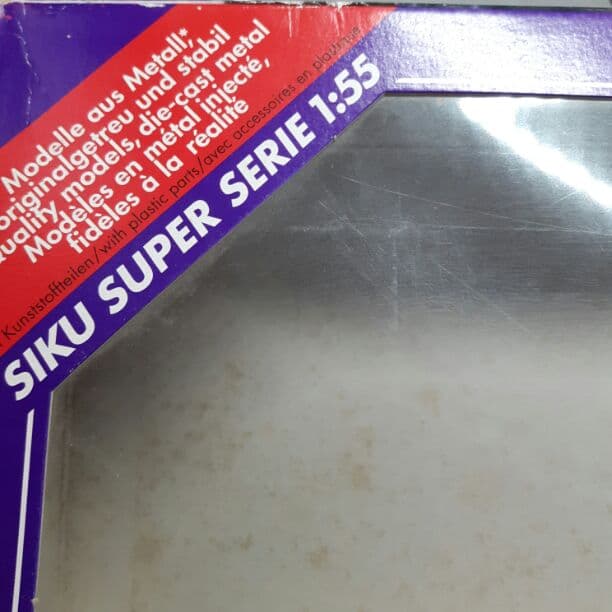 Modelle aus Metall*,
originalgetreu und stabil
Quality models, die-cast metal
Modèles en métal injecté,
fidèles à la réalité
Kunststoffteilen/with plastic parts/avec accessoires en plastique
SIKU SUPER SERIE 1:55